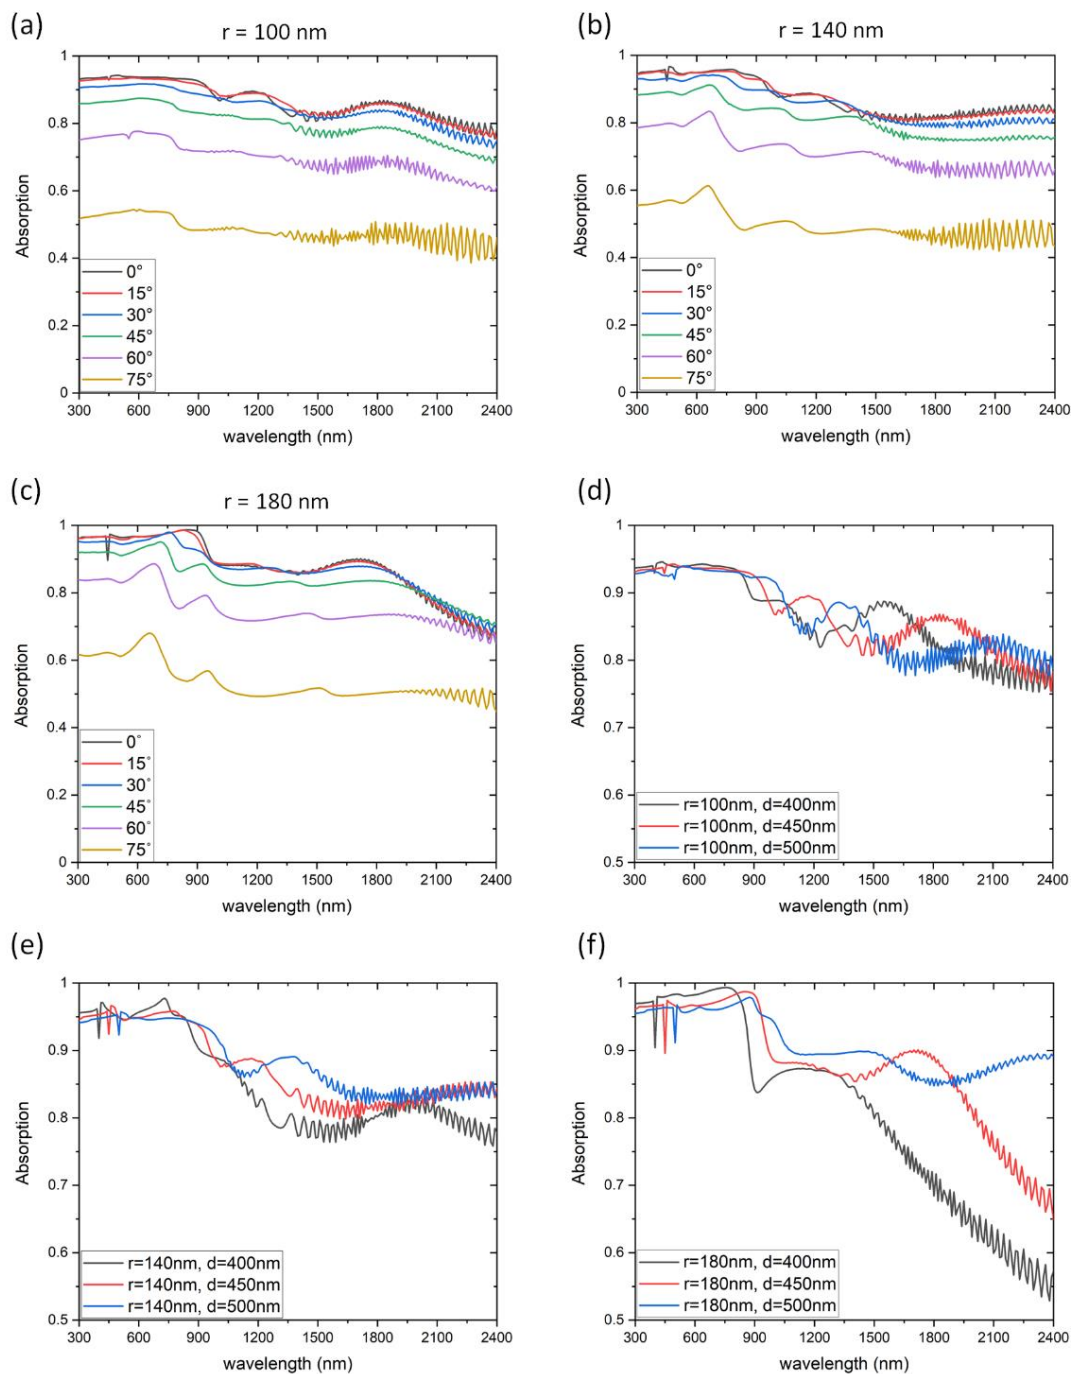 (a)
r = 100 nm
1
0.8
0.6
0.4
0.2
0
Absorption
0°
15°
30°
45°
60°
75°
300 600 900 1200 1500 1800 2100 2400
wavelength (nm)
(b)
r = 140 nm
1
0.8
0.6
0.4
0.2
0
Absorption
0°
15°
30°
45°
60°
75°
300 600 900 1200 1500 1800 2100 2400
wavelength (nm)
(c)
r = 180 nm
1
0.8
0.6
0.4
0.2
0
Absorption
0°
15°
30°
45°
60°
75°
300 600 900 1200 1500 1800 2100 2400
wavelength (nm)
(d)
1
0.9
0.8
0.7
0.6
0.5
Absorption
r=100nm, d=400nm
r=100nm, d=450nm
r=100nm, d=500nm
300 600 900 1200 1500 1800 2100 2400
wavelength (nm)
(e)
1
0.9
0.8
0.7
0.6
0.5
Absorption
r=140nm, d=400nm
r=140nm, d=450nm
r=140nm, d=500nm
300 600 900 1200 1500 1800 2100 2400
wavelength (nm)
(f)
1
0.9
0.8
0.7
0.6
0.5
Absorption
r=180nm, d=400nm
r=180nm, d=450nm
r=180nm, d=500nm
300 600 900 1200 1500 1800 2100 2400
wavelength (nm)